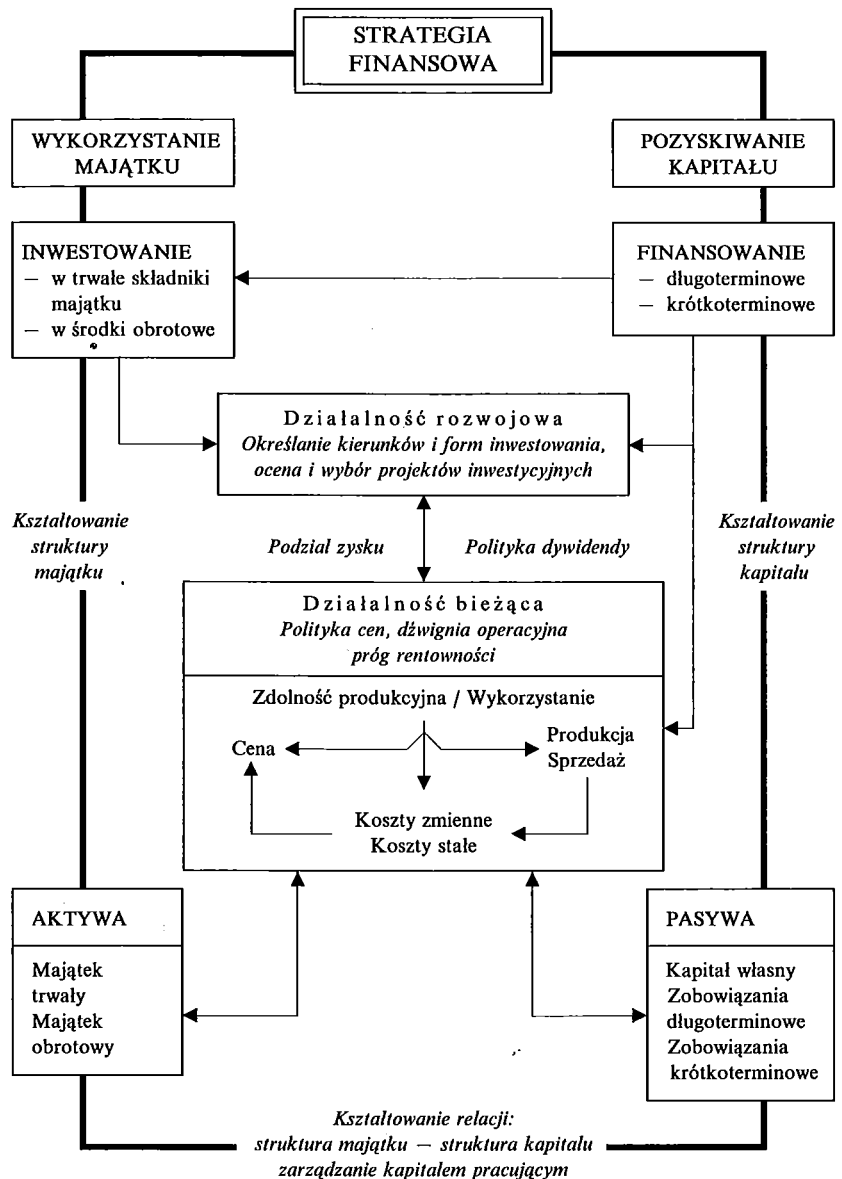 STRATEGIA
FINANSOWA
WYKORZYSTANIE
MAJĄTKU
POZYSKIWANIE
KAPITAŁU
INWESTOWANIE
— w trwałe składniki
majątku
— w środki obrotowe
FINANSOWANIE
— długoterminowe
— krótkoterminowe
Działalność rozwojowa
Określanie kierunków i form inwestowania,
ocena i wybór projektów inwestycyjnych
Kształtowanie
struktury
majątku
Podział zysku
Polityka dywidendy
Kształtowanie
struktury
kapitału
Działalność bieżąca
Polityka cen, dźwignia operacyjna
próg rentowności
Zdolność produkcyjna / Wykorzystanie
Cena
Produkcja
Sprzedaż
Koszty zmienne
Koszty stałe
AKTYWA
Majątek
trwały
Majątek
obrotowy
PASYWA
Kapitał własny
Zobowiązania
długoterminowe
Zobowiązania
krótkoterminowe
Kształtowanie relacji:
struktura majątku — struktura kapitału
zarządzanie kapitałem pracującym